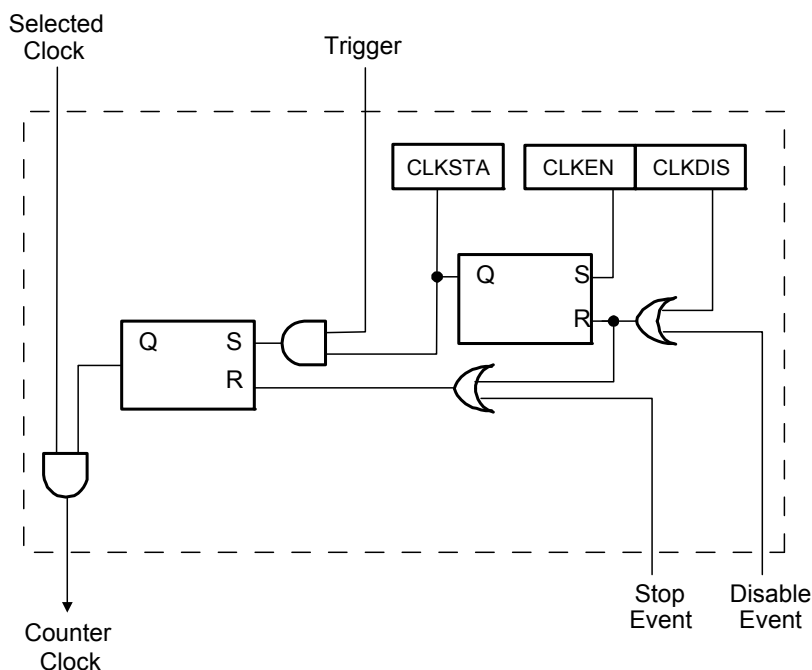 Selected
Clock
Trigger
CLKSTA
CLKEN
CLKDIS
Q
S
R
Q
S
R
Stop
Event
Disable
Event
Counter
Clock